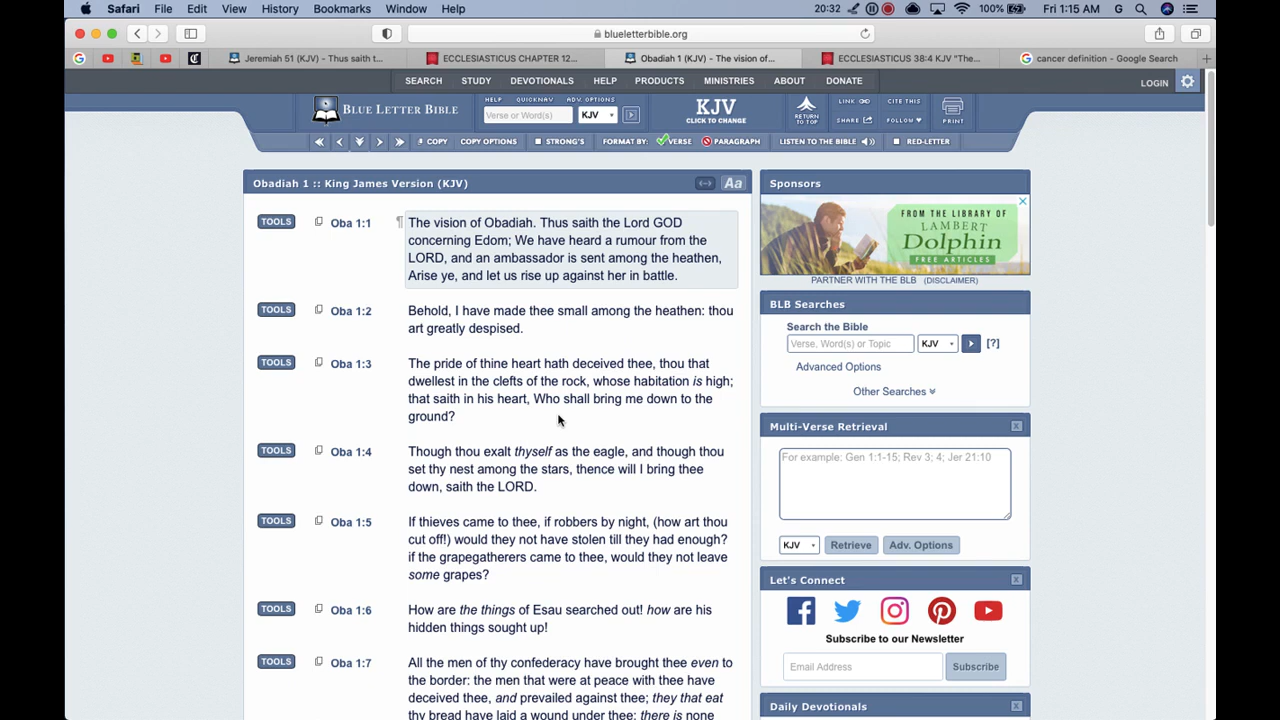 Safari File Edit View History Bookmarks Window Help 20:32 100% Fri 1:15 AM G
blueletterbible.org
Jeremiah 51 (KJV) - Thus saith t... ECCLESIASTICUS CHAPTER 12... Obadiah 1 (KJV) - The vision of... ECCLESIASTICUS 38:4 KJV "The... cancer definition - Google Search
SEARCH STUDY DEVOTIONALS HELP PRODUCTS MINISTRIES ABOUT DONATE LOGIN
BLUE LETTER BIBLE
HELP QUICKNAV ADV. OPTIONS
Verse or Word(s) KJV
KJV
CLICK TO CHANGE
RETURN TO TOP
LINK CITE THIS
SHARE FOLLOW PRINT
COPY COPY OPTIONS STRONG'S FORMAT BY: VERSE PARAGRAPH LISTEN TO THE BIBLE RED-LETTER
Obadiah 1 :: King James Version (KJV) Aa
TOOLS Oba 1:1 ¶ The vision of Obadiah. Thus saith the Lord GOD
concerning Edom; We have heard a rumour from the
LORD, and an ambassador is sent among the heathen,
Arise ye, and let us rise up against her in battle.
TOOLS Oba 1:2 Behold, I have made thee small among the heathen: thou
art greatly despised.
TOOLS Oba 1:3 The pride of thine heart hath deceived thee, thou that
dwellest in the clefts of the rock, whose habitation is high;
that saith in his heart, Who shall bring me down to the
ground?
TOOLS Oba 1:4 Though thou exalt thyself as the eagle, and though thou
set thy nest among the stars, thence will I bring thee
down, saith the LORD.
TOOLS Oba 1:5 If thieves came to thee, if robbers by night, (how art thou
cut off!) would they not have stolen till they had enough?
if the grapegatherers came to thee, would they not leave
some grapes?
TOOLS Oba 1:6 How are the things of Esau searched out! how are his
hidden things sought up!
TOOLS Oba 1:7 All the men of thy confederacy have brought thee even to
the border: the men that were at peace with thee have
deceived thee, and prevailed against thee; they that eat
thy bread have laid a wound under thee: there is none
Sponsors
FROM THE LIBRARY OF
LAMBERT
Dolphin
FREE ARTICLES
PARTNER WITH THE BLB (DISCLAIMER)
BLB Searches
Search the Bible
Verse, Word(s) or Topic KJV [?]
Advanced Options
Other Searches
Multi-Verse Retrieval
For example: Gen 1:1-15; Rev 3; 4; Jer 21:10
KJV Retrieve Adv. Options
Let's Connect
Subscribe to our Newsletter
Email Address Subscribe
Daily Devotionals